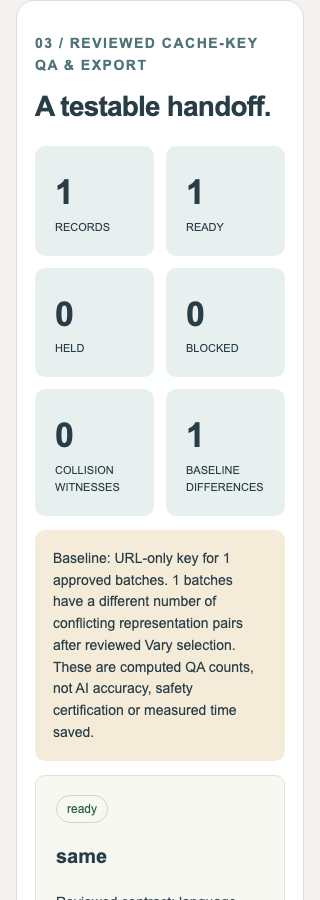 03 / REVIEWED CACHE-KEY
QA & EXPORT
A testable handoff.
1
RECORDS
1
READY
0
HELD
0
BLOCKED
0
COLLISION
WITNESSES
1
BASELINE
DIFFERENCES
Baseline: URL-only key for 1
approved batches. 1 batches
have a different number of
conflicting representation pairs
after reviewed Vary selection.
These are computed QA counts,
not AI accuracy, safety
certification or measured time
saved.
ready
same
Reviewed contract: language